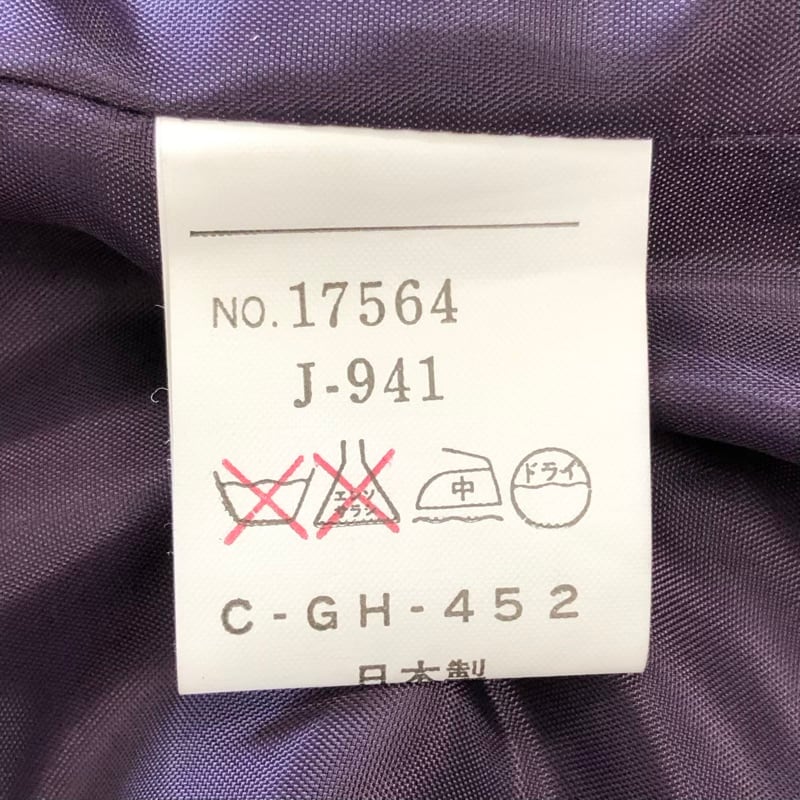 NO. 17564
J-941
エンソ
サラシ
中
ドライ
C-GH-452
日本製